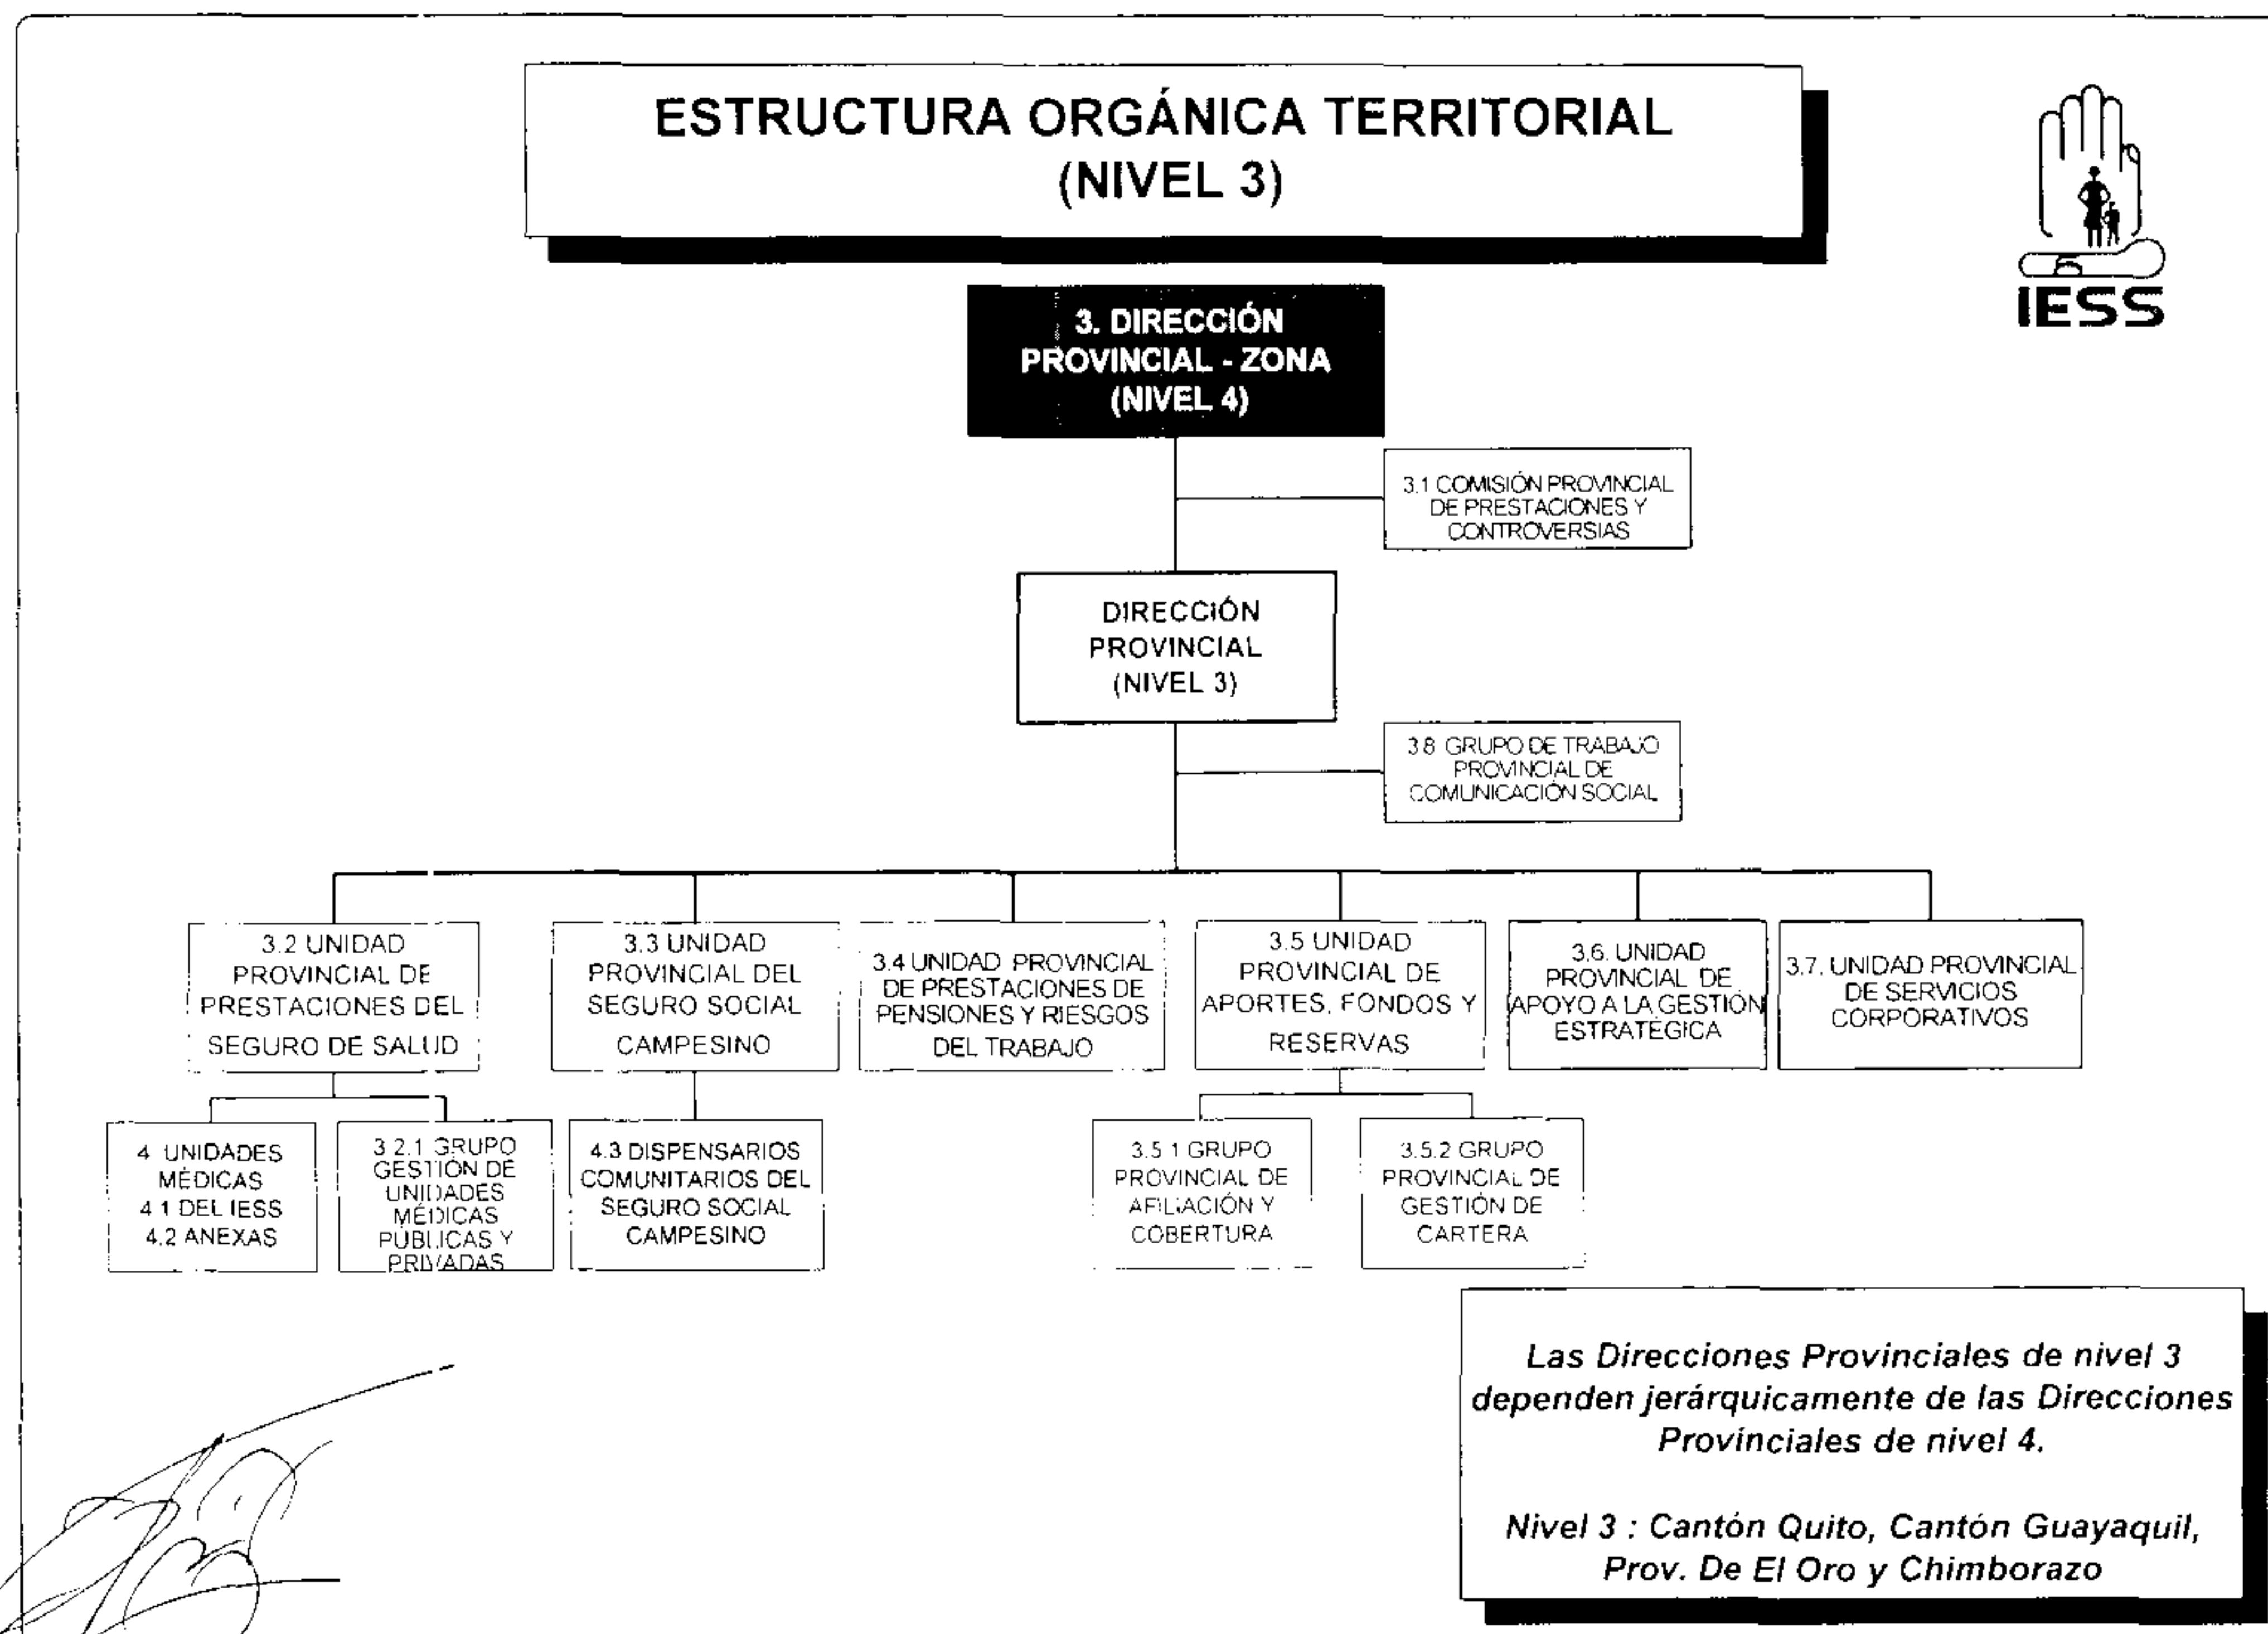 ESTRUCTURA ORGÁNICA TERRITORIAL
(NIVEL 3)
IESS
3. DIRECCIÓN
PROVINCIAL - ZONA
(NIVEL 4)
3.1 COMISIÓN PROVINCIAL
DE PRESTACIONES Y
CONTROVERSIAS
DIRECCIÓN
PROVINCIAL
(NIVEL 3)
3.8 GRUPO DE TRABAJO
PROVINCIAL DE
COMUNICACIÓN SOCIAL
3.2 UNIDAD
PROVINCIAL DE
PRESTACIONES DEL
SEGURO DE SALUD
3.3 UNIDAD
PROVINCIAL DEL
SEGURO SOCIAL
CAMPESINO
3.4 UNIDAD PROVINCIAL
DE PRESTACIONES DE
PENSIONES Y RIESGOS
DEL TRABAJO
3.5 UNIDAD
PROVINCIAL DE
APORTES, FONDOS Y
RESERVAS
3.6. UNIDAD
PROVINCIAL DE
APOYO A LA GESTIÓN
ESTRATÉGICA
3.7. UNIDAD PROVINCIAL
DE SERVICIOS
CORPORATIVOS
4 UNIDADES
MÉDICAS
4.1 DEL IESS
4.2 ANEXAS
3.2.1 GRUPO
GESTIÓN DE
UNIDADES
MÉDICAS
PÚBLICAS Y
PRIVADAS
4.3 DISPENSARIOS
COMUNITARIOS DEL
SEGURO SOCIAL
CAMPESINO
3.5.1 GRUPO
PROVINCIAL DE
AFILIACIÓN Y
COBERTURA
3.5.2 GRUPO
PROVINCIAL DE
GESTIÓN DE
CARTERA
Las Direcciones Provinciales de nivel 3
dependen jerárquicamente de las Direcciones
Provinciales de nivel 4.
Nivel 3 : Cantón Quito, Cantón Guayaquil,
Prov. De El Oro y Chimborazo